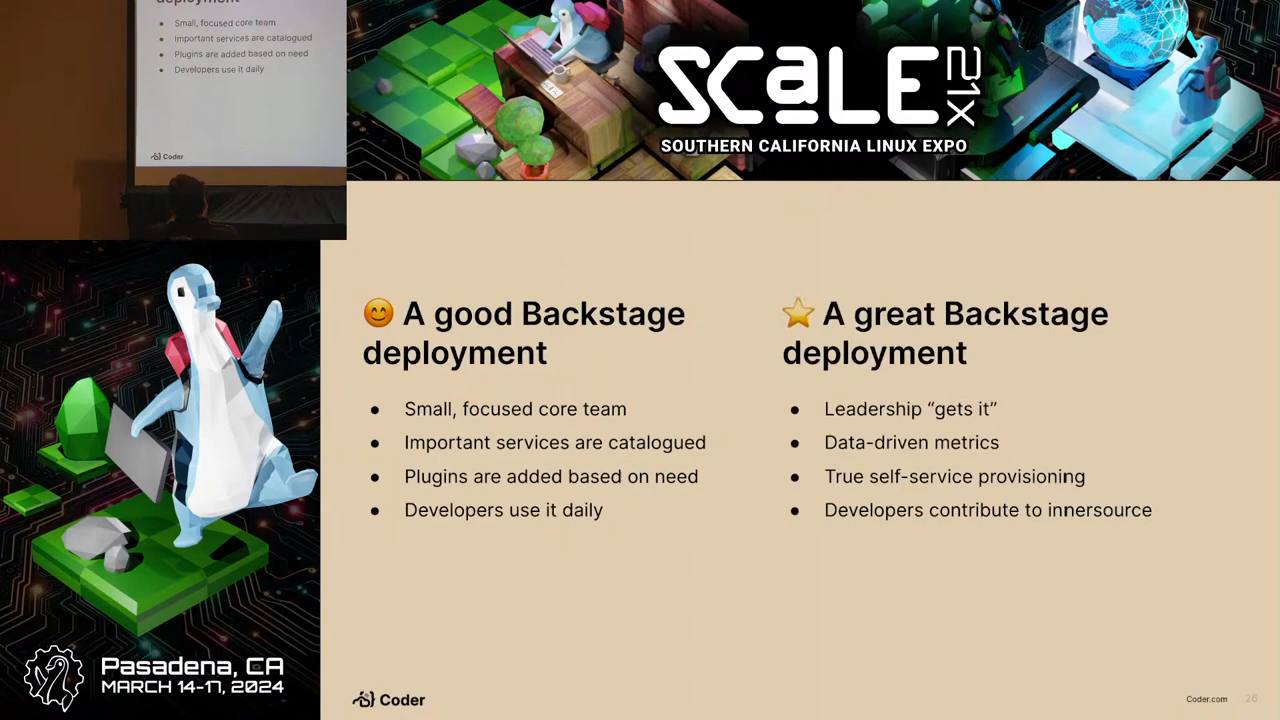 deployment
● Small, focused core team
● Important services are catalogued
● Plugins are added based on need
● Developers use it daily
Coder
SCaLE 21x
SOUTHERN CALIFORNIA LINUX EXPO
😊 A good Backstage
deployment
● Small, focused core team
● Important services are catalogued
● Plugins are added based on need
● Developers use it daily
⭐ A great Backstage
deployment
● Leadership “gets it”
● Data-driven metrics
● True self-service provisioning
● Developers contribute to innersource
Pasadena, CA
MARCH 14-17, 2024
Coder
Coder.com
26